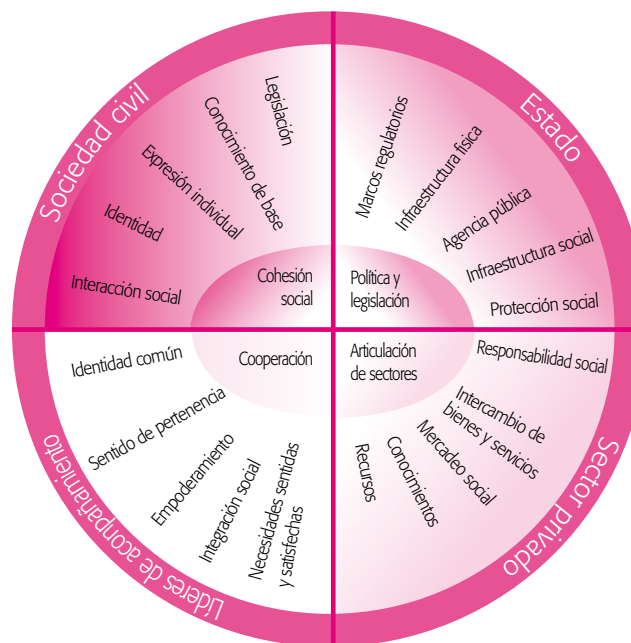 Sociedad civil
Legislación
Conocimiento de base
Expresión individual
Identidad
Interacción social
Cohesión
social
Estado
Marcos regulatorios
Infraestructura física
Agencia pública
Infraestructura social
Protección social
Política y
legislación
Líderes de acompañamiento
Identidad común
Sentido de pertenencia
Empoderamiento
Integración social
Necesidades sentidas
y satisfechas
Cooperación
Sector privado
Articulación
de sectores
Responsabilidad social
Intercambio de
bienes y servicios
Mercadeo social
Conocimientos
Recursos